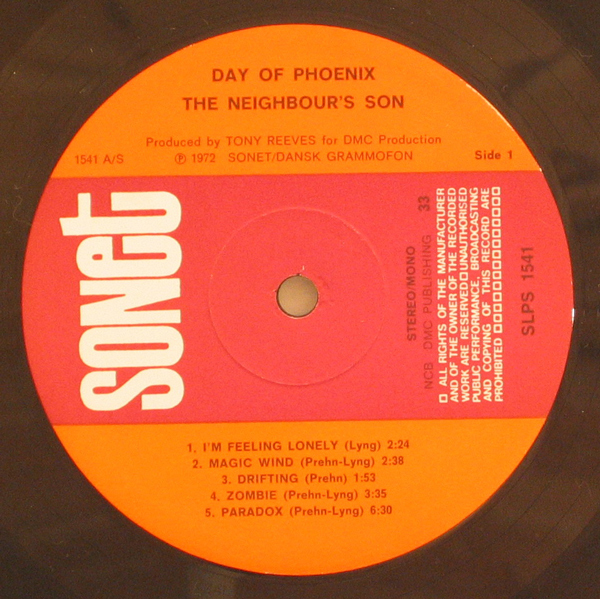 DAY OF PHOENIX
THE NEIGHBOUR'S SON
Produced by TONY REEVES for DMC Production
1541 A/S
℗ 1972 SONET/DANSK GRAMMOFON
Side 1
sonet
STEREO/MONO
NCB DMC PUBLISHING 33
□ ALL RIGHTS OF THE MANUFACTURER
AND OF THE OWNER OF THE RECORDED
WORK ARE RESERVED □ UNAUTHORISED
PUBLIC PERFORMANCE, BROADCASTING
AND COPYING OF THIS RECORD ARE
PROHIBITED □□□□□□□□□□□□□□
SLPS 1541
1. I'M FEELING LONELY (Lyng) 2:24
2. MAGIC WIND (Prehn-Lyng) 2:38
3. DRIFTING (Prehn) 1:53
4. ZOMBIE (Prehn-Lyng) 3:35
5. PARADOX (Prehn-Lyng) 6:30